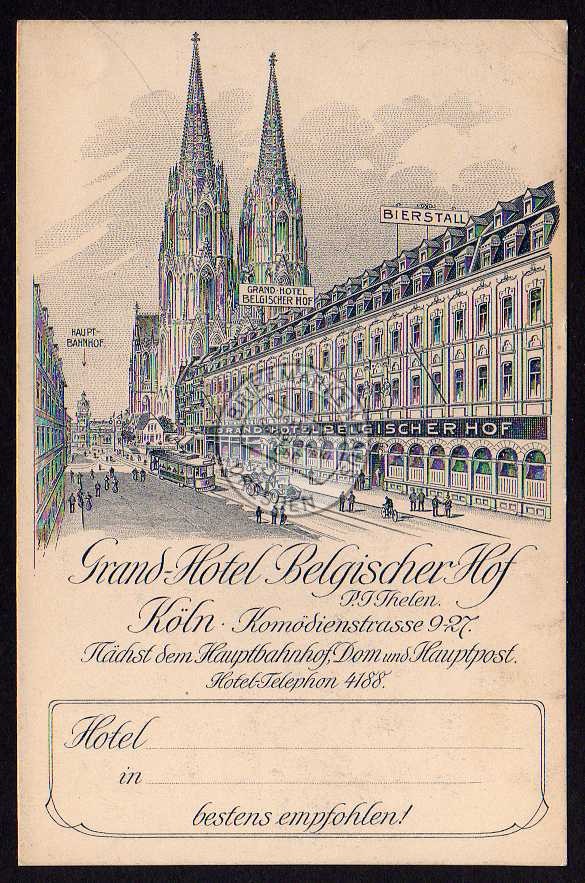 BIERSTALL
GRAND-HOTEL
BELGISCHER HOF
HAUPT-
BAHNHOF
GRAND-HOTEL BELGISCHER HOF
Grand-Hotel Belgischer Hof
P. J. Thelen.
Köln · Komödienstrasse 9-27.
Nächst dem Hauptbahnhof, Dom und Hauptpost.
Hotel-Telephon 4188.
Hotel
in
bestens empfohlen!